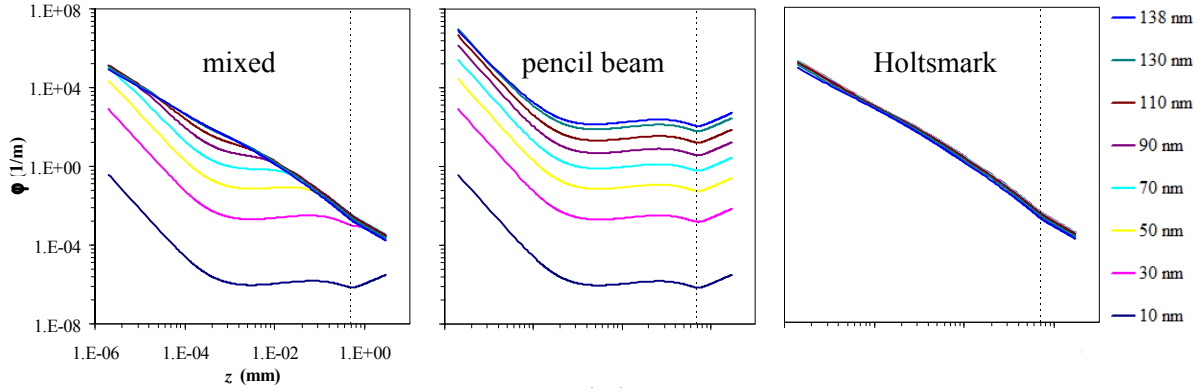 mixed
pencil beam
Holtsmark
1.E+08
1.E+04
1.E+00
1.E-04
1.E-08
φ (1/m)
1.E-06
1.E-04
1.E-02
1.E+00
z (mm)
138 nm
130 nm
110 nm
90 nm
70 nm
50 nm
30 nm
10 nm